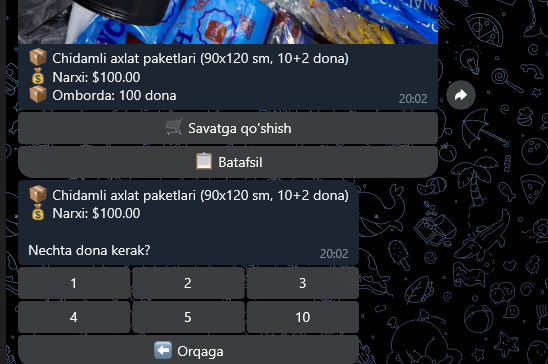 📦 Chidamli axlat paketlari (90x120 sm, 10+2 dona)
💰 Narxi: $100.00
📦 Omborda: 100 dona
20:02
🛒 Savatga qo'shish
📋 Batafsil
📦 Chidamli axlat paketlari (90x120 sm, 10+2 dona)
💰 Narxi: $100.00
Nechta dona kerak?
20:02
1 2 3
4 5 10
⬅️ Orqaga